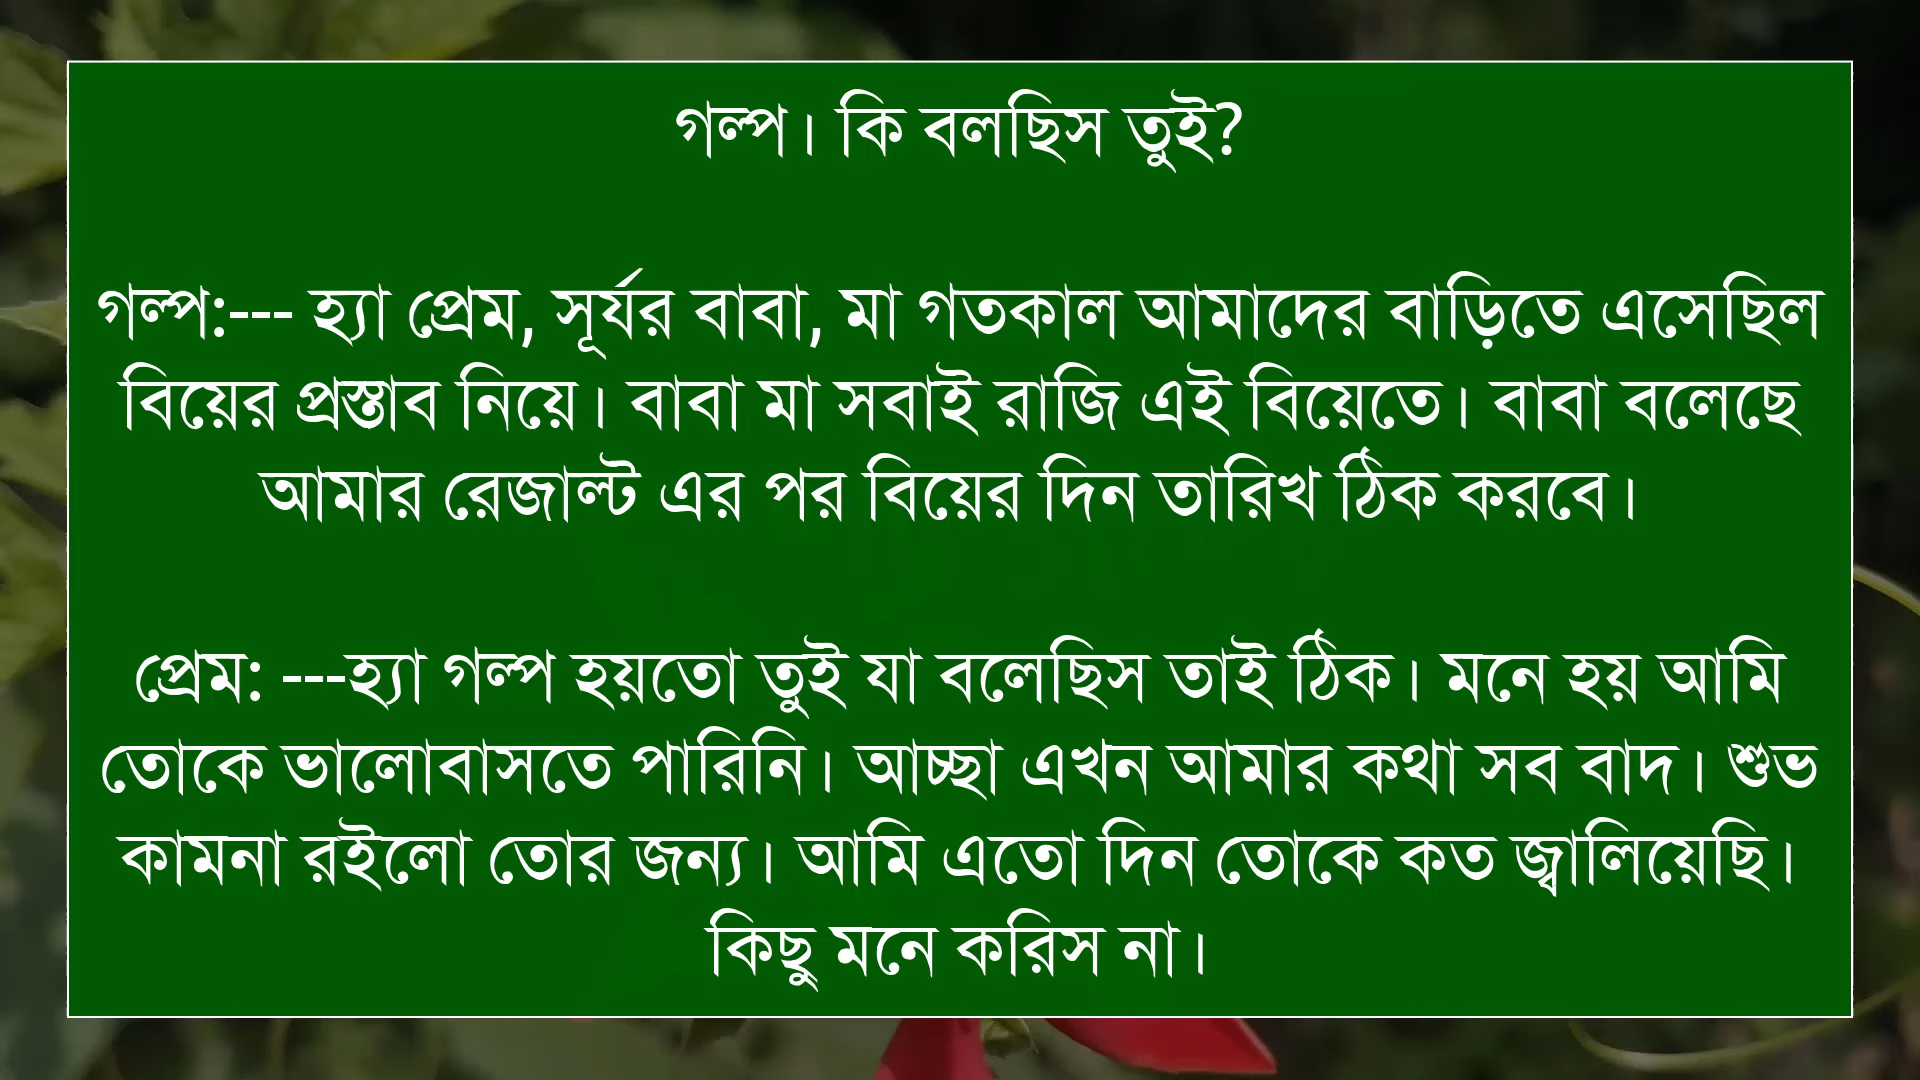 গল্প। কি বলছিস তুই?
গল্প:--- হ্যা প্রেম, সূর্যর বাবা, মা গতকাল আমাদের বাড়িতে এসেছিল
বিয়ের প্রস্তাব নিয়ে। বাবা মা সবাই রাজি এই বিয়েতে। বাবা বলেছে
আমার রেজাল্ট এর পর বিয়ের দিন তারিখ ঠিক করবে।
প্রেম: ---হ্যা গল্প হয়তো তুই যা বলেছিস তাই ঠিক। মনে হয় আমি
তোকে ভালোবাসতে পারিনি। আচ্ছা এখন আমার কথা সব বাদ। শুভ
কামনা রইলো তোর জন্য। আমি এতো দিন তোকে কত জ্বালিয়েছি।
কিছু মনে করিস না।